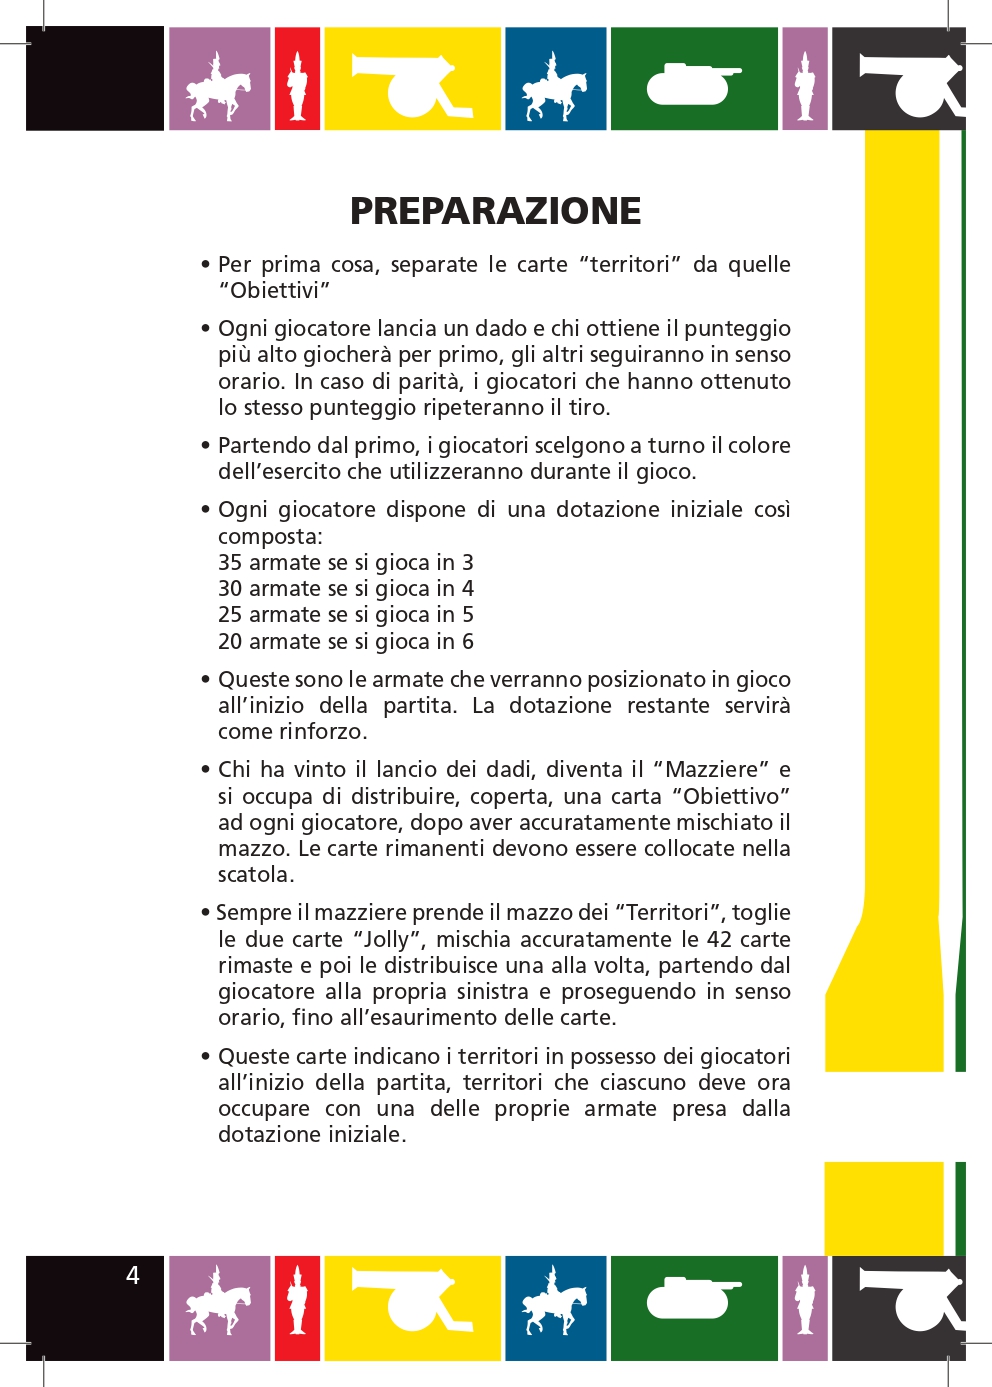 PREPARAZIONE
• Per prima cosa, separate le carte “territori” da quelle
“Obiettivi”
• Ogni giocatore lancia un dado e chi ottiene il punteggio
più alto giocherà per primo, gli altri seguiranno in senso
orario. In caso di parità, i giocatori che hanno ottenuto
lo stesso punteggio ripeteranno il tiro.
• Partendo dal primo, i giocatori scelgono a turno il colore
dell’esercito che utilizzeranno durante il gioco.
• Ogni giocatore dispone di una dotazione iniziale così
composta:
35 armate se si gioca in 3
30 armate se si gioca in 4
25 armate se si gioca in 5
20 armate se si gioca in 6
• Queste sono le armate che verranno posizionato in gioco
all’inizio della partita. La dotazione restante servirà
come rinforzo.
• Chi ha vinto il lancio dei dadi, diventa il “Mazziere” e
si occupa di distribuire, coperta, una carta “Obiettivo”
ad ogni giocatore, dopo aver accuratamente mischiato il
mazzo. Le carte rimanenti devono essere collocate nella
scatola.
• Sempre il mazziere prende il mazzo dei “Territori”, toglie
le due carte “Jolly”, mischia accuratamente le 42 carte
rimaste e poi le distribuisce una alla volta, partendo dal
giocatore alla propria sinistra e proseguendo in senso
orario, fino all’esaurimento delle carte.
• Queste carte indicano i territori in possesso dei giocatori
all’inizio della partita, territori che ciascuno deve ora
occupare con una delle proprie armate presa dalla
dotazione iniziale.
4